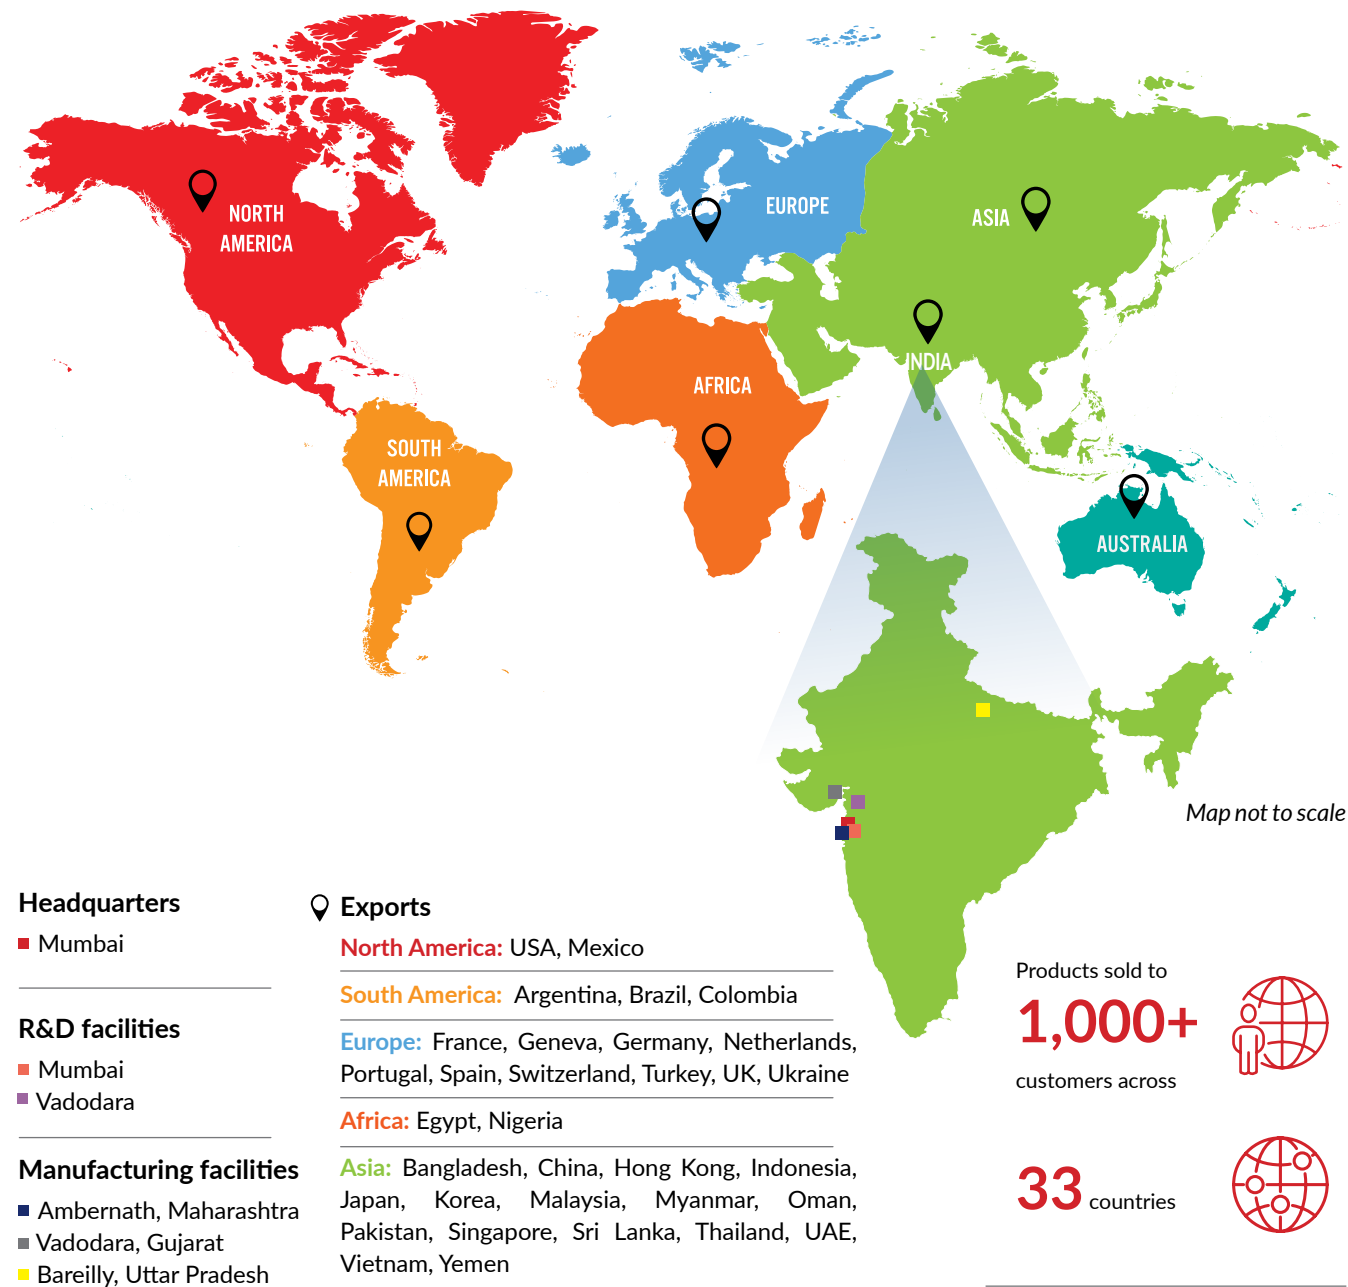 NORTH
AMERICA
EUROPE
ASIA
INDIA
AFRICA
SOUTH
AMERICA
AUSTRALIA
Map not to scale
Headquarters
Mumbai
R&D facilities
Mumbai
Vadodara
Manufacturing facilities
Ambernath, Maharashtra
Vadodara, Gujarat
Bareilly, Uttar Pradesh
Exports
North America: USA, Mexico
South America: Argentina, Brazil, Colombia
Europe: France, Geneva, Germany, Netherlands,
Portugal, Spain, Switzerland, Turkey, UK, Ukraine
Africa: Egypt, Nigeria
Asia: Bangladesh, China, Hong Kong, Indonesia,
Japan, Korea, Malaysia, Myanmar, Oman,
Pakistan, Singapore, Sri Lanka, Thailand, UAE,
Vietnam, Yemen
Products sold to
1,000+
customers across
33 countries